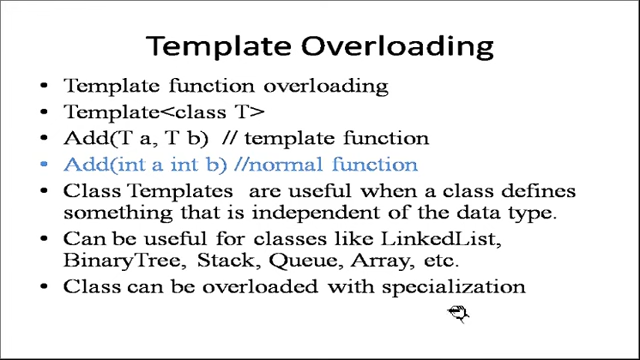 Template Overloading
• Template function overloading
• Template<class T>
• Add(T a, T b)  // template function
• Add(int a int b) //normal function
• Class Templates  are useful when a class defines
something that is independent of the data type.
• Can be useful for classes like LinkedList,
BinaryTree, Stack, Queue, Array, etc.
• Class can be overloaded with specialization